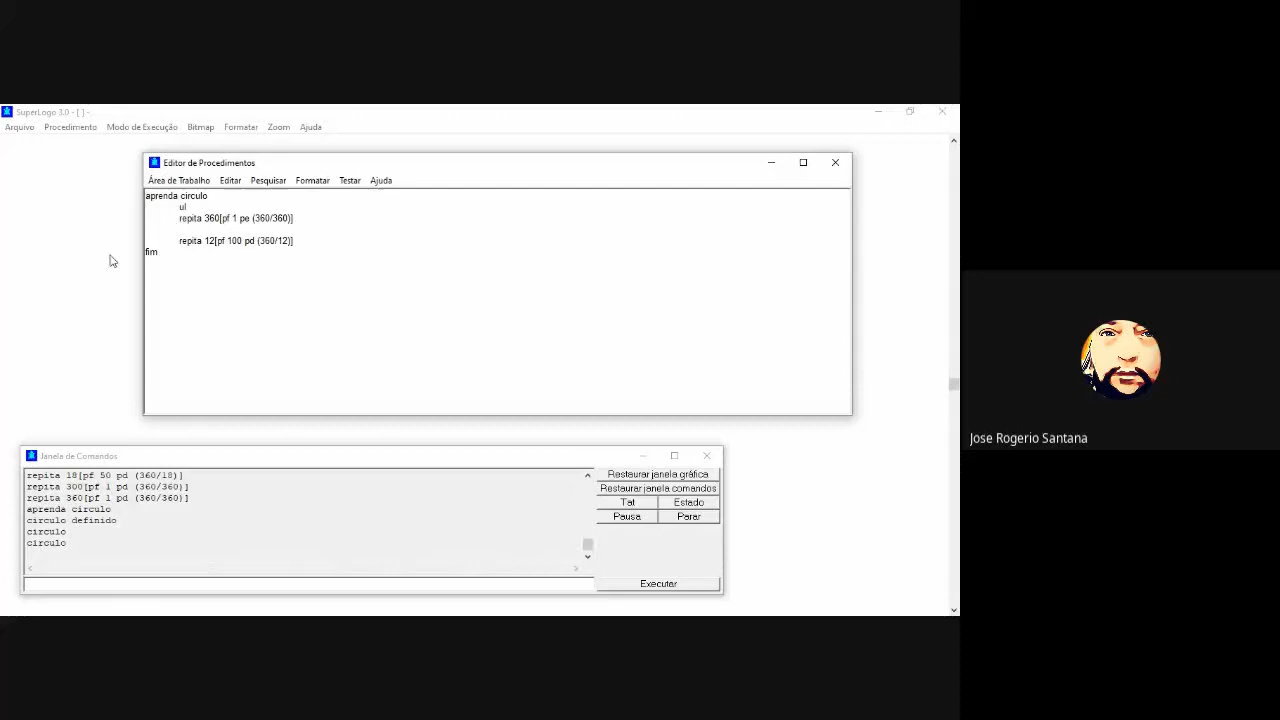 SuperLogo 3.0 - [ ] -
Arquivo Procedimento Modo de Execução Bitmap Formatar Zoom Ajuda
Editor de Procedimentos
Área de Trabalho Editar Pesquisar Formatar Testar Ajuda
aprenda circulo
ul
repita 360[pf 1 pe (360/360)]
repita 12[pf 100 pd (360/12)]
fim
Janela de Comandos
repita 18[pf 50 pd (360/18)]
repita 300[pf 1 pd (360/360)]
repita 360[pf 1 pd (360/360)]
aprenda circulo
circulo definido
circulo
circulo
Restaurar janela gráfica
Restaurar janela comandos
Tat Estado
Pausa Parar
Executar
Jose Rogerio Santana